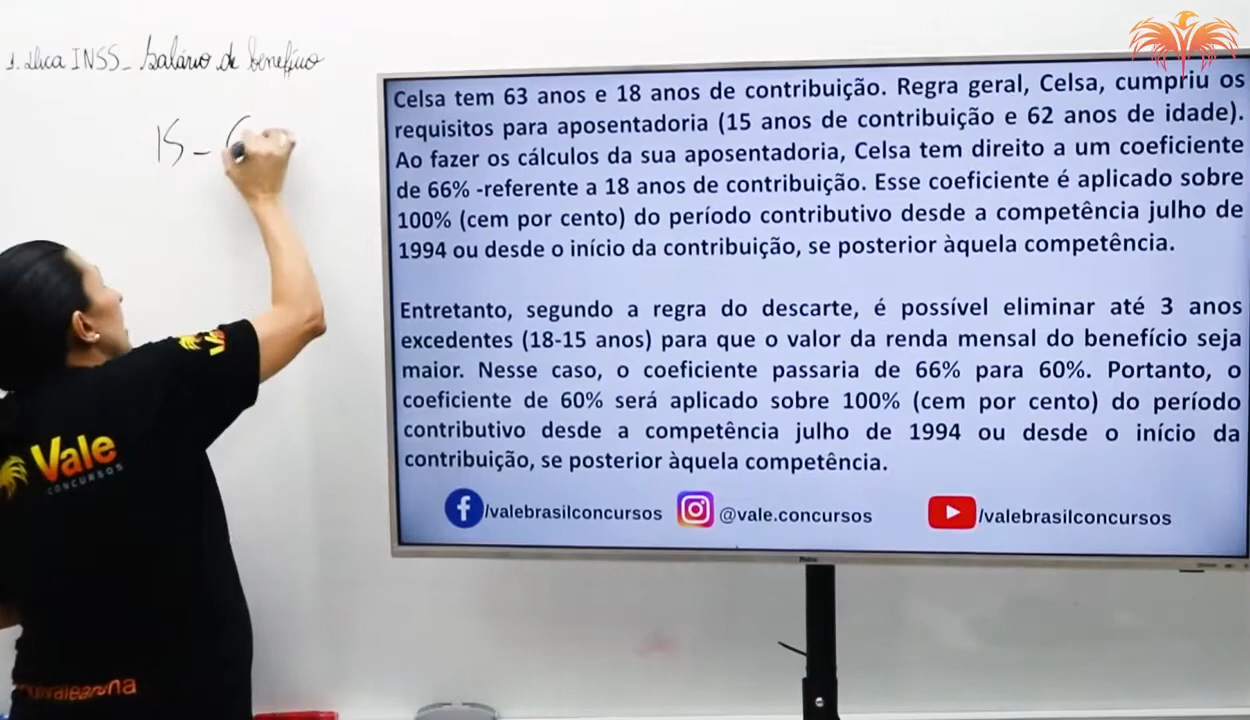 1. Dica INSS - Salário de benefício
15 - 6
Celsa tem 63 anos e 18 anos de contribuição. Regra geral, Celsa, cumpriu os
requisitos para aposentadoria (15 anos de contribuição e 62 anos de idade).
Ao fazer os cálculos da sua aposentadoria, Celsa tem direito a um coeficiente
de 66% -referente a 18 anos de contribuição. Esse coeficiente é aplicado sobre
100% (cem por cento) do período contributivo desde a competência julho de
1994 ou desde o início da contribuição, se posterior àquela competência.
Entretanto, segundo a regra do descarte, é possível eliminar até 3 anos
excedentes (18-15 anos) para que o valor da renda mensal do benefício seja
maior. Nesse caso, o coeficiente passaria de 66% para 60%. Portanto, o
coeficiente de 60% será aplicado sobre 100% (cem por cento) do período
contributivo desde a competência julho de 1994 ou desde o início da
contribuição, se posterior àquela competência.
/valebrasilconcursos @vale.concursos /valebrasilconcursos
Vale
CONCURSOS